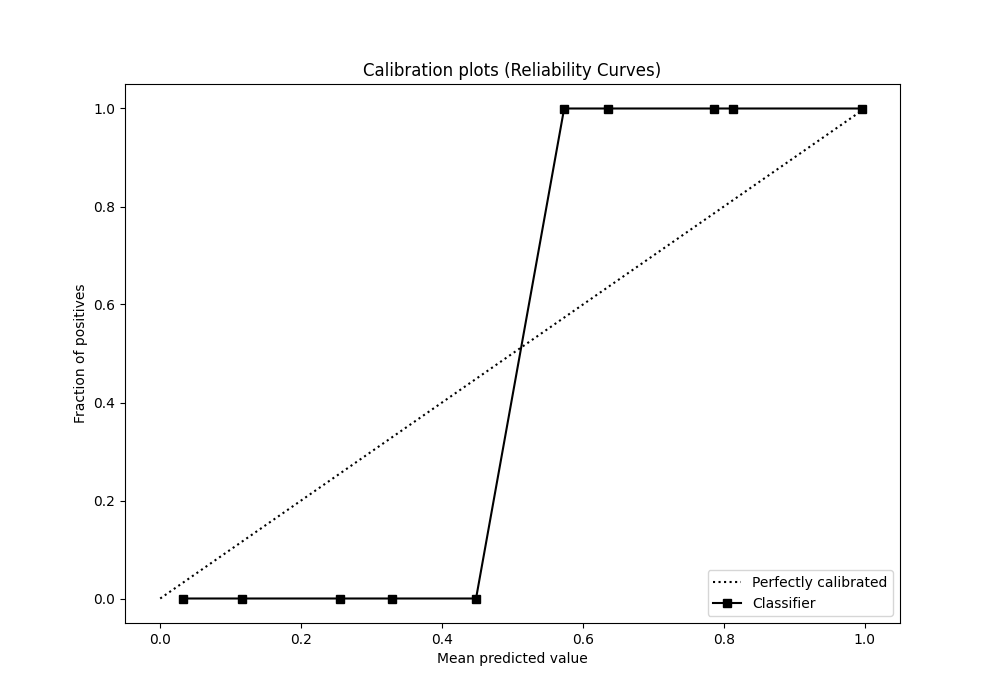 Calibration plots (Reliability Curves)
1.0
0.8
0.6
0.4
0.2
0.0
Fraction of positives
0.0 0.2 0.4 0.6 0.8 1.0
Mean predicted value
Perfectly calibrated
Classifier